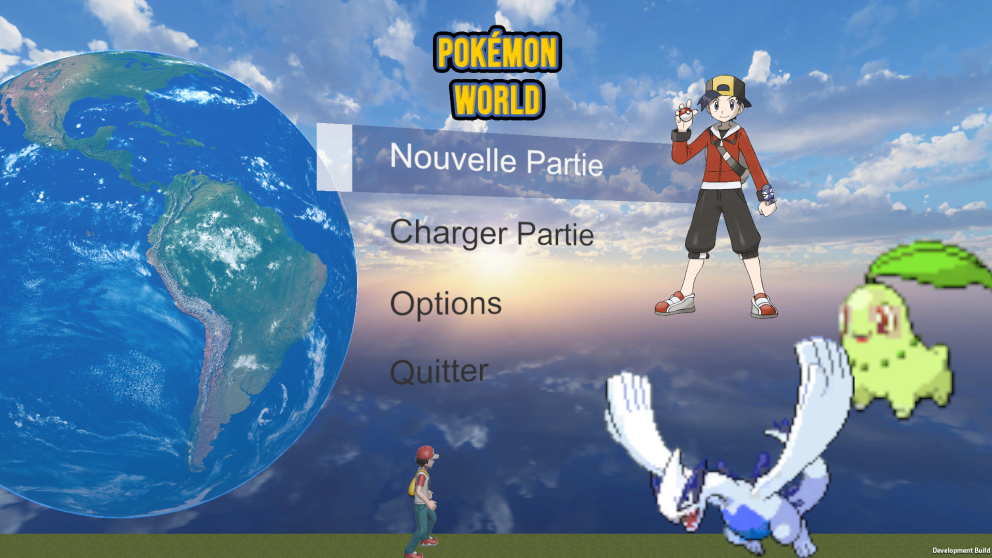 POKÉMON
WORLD
Nouvelle Partie
Charger Partie
Options
Quitter
Development Build